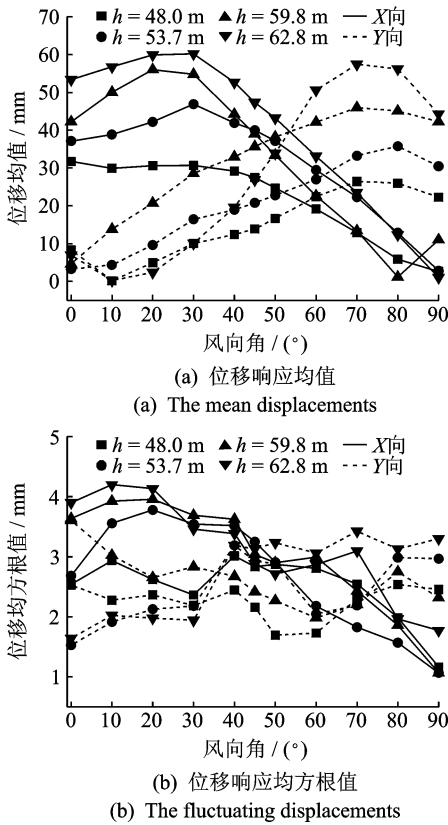 h = 48.0 m h = 59.8 m X向
h = 53.7 m h = 62.8 m Y向
70
60
50
40
30
20
10
0
位移均值 / mm
0 10 20 30 40 50 60 70 80 90
风向角 / (°)
(a) 位移响应均值
(a) The mean displacements
h = 48.0 m h = 59.8 m X向
h = 53.7 m h = 62.8 m Y向
5
4
3
2
1
位移均方根值 / mm
0 10 20 30 40 50 60 70 80 90
风向角 / (°)
(b) 位移响应均方根值
(b) The fluctuating displacements